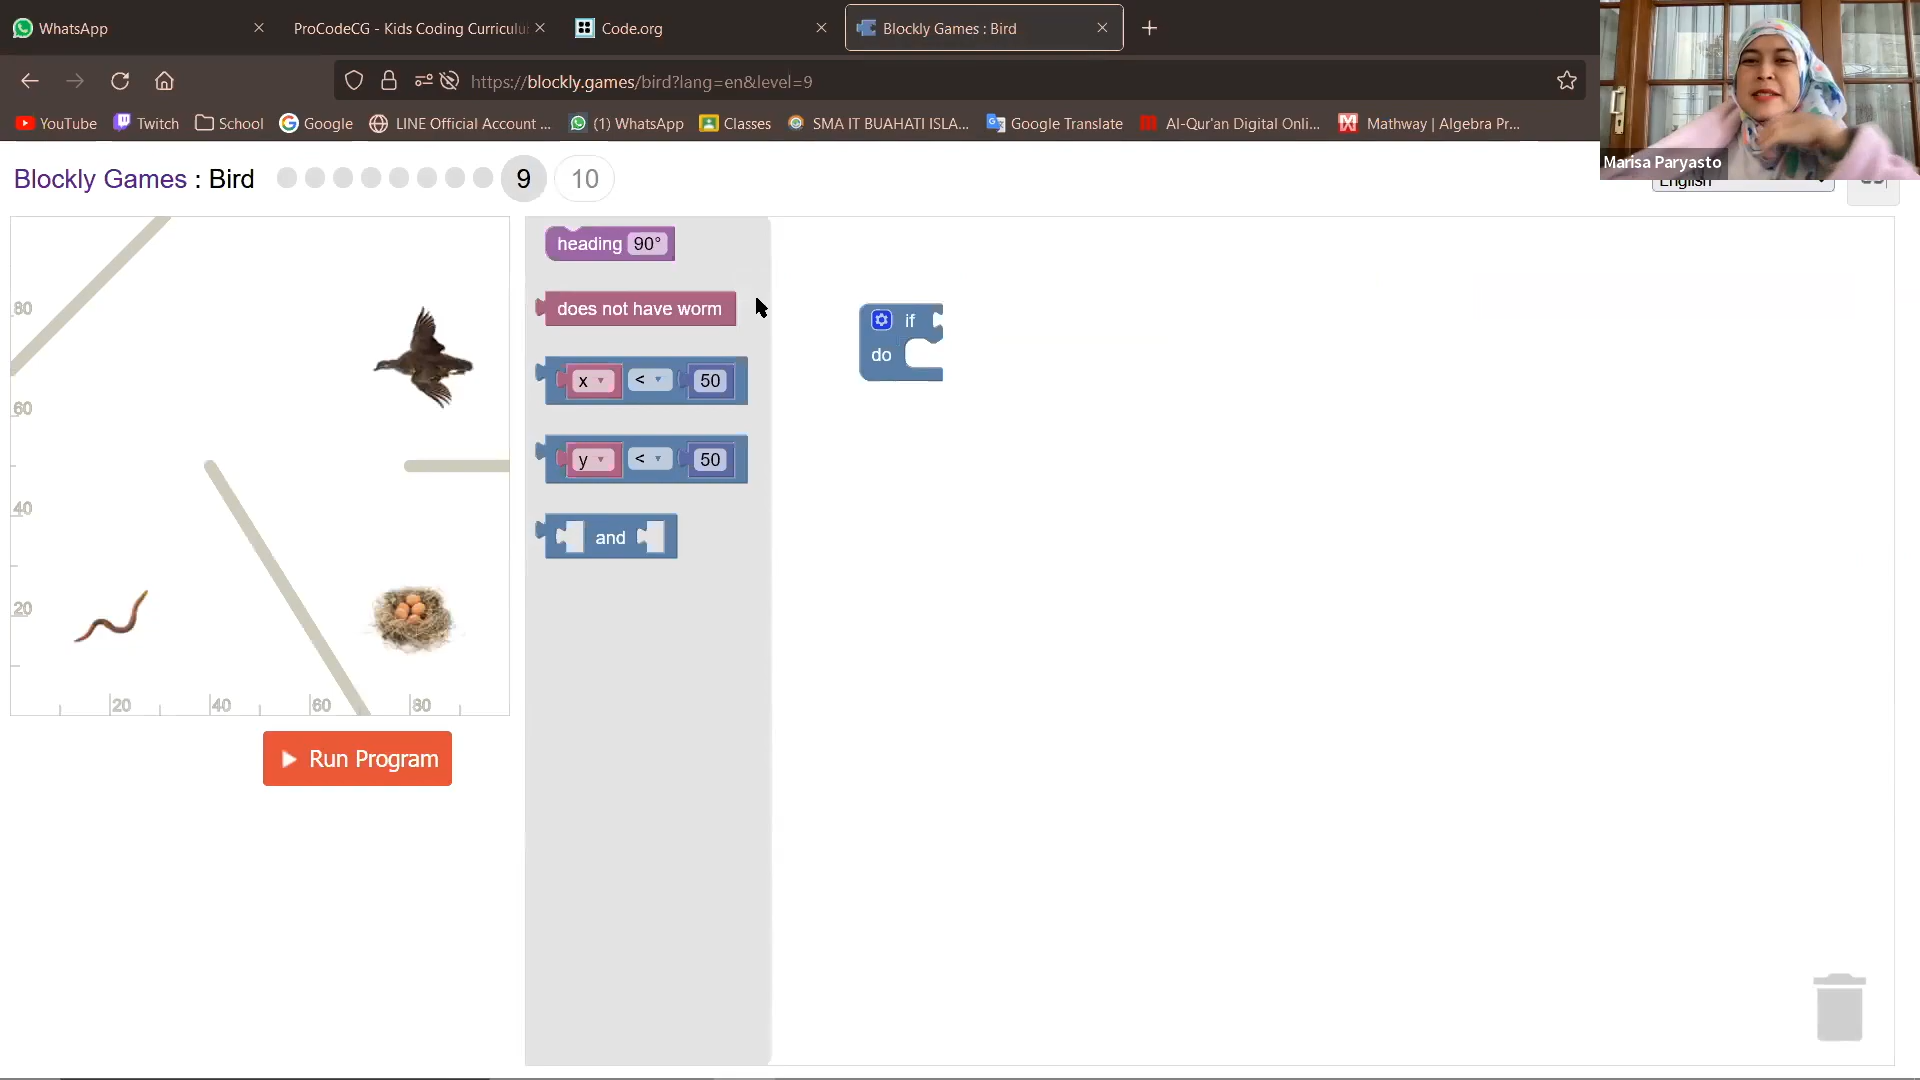 WhatsApp
ProCodeCG - Kids Coding Curriculu
Code.org
Blockly Games : Bird
https://blockly.games/bird?lang=en&level=9
YouTube
Twitch
School
Google
LINE Official Account ...
(1) WhatsApp
Classes
SMA IT BUAHATI ISLA...
Google Translate
Al-Qur'an Digital Onli...
Mathway | Algebra Pr...
Marisa Paryasto
English
Blockly Games : Bird
9
10
80
60
40
20
20
40
60
80
Run Program
heading 90°
does not have worm
x < 50
y < 50
and
if
do